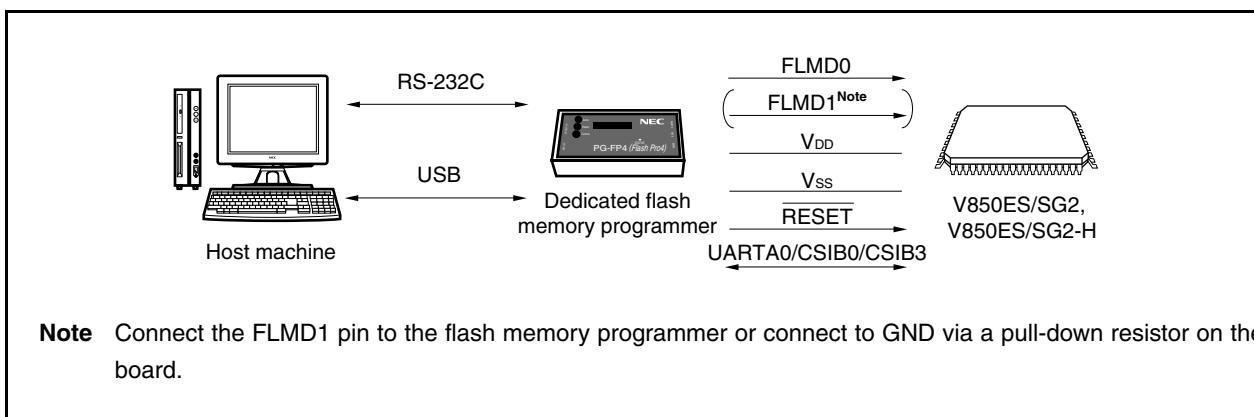 RS-232C
USB
Host machine
NEC
PG-FP4 (Flash Pro4)
Dedicated flash
memory programmer
FLMD0
FLMD1Note
VDD
VSS
RESET
UARTA0/CSIB0/CSIB3
V850ES/SG2,
V850ES/SG2-H
Note Connect the FLMD1 pin to the flash memory programmer or connect to GND via a pull-down resistor on the
board.